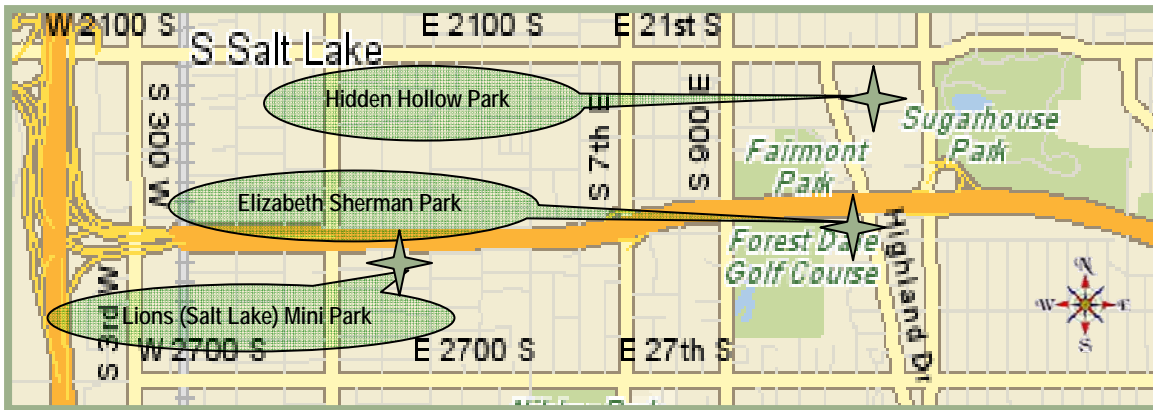 W 2100 S
E 2100 S
E 21st S
S Salt Lake
Hidden Hollow Park
S 300 W
S 7th E
S 900 E
Sugarhouse
Park
Fairmont
Park
Elizabeth Sherman Park
Forest Dale
Golf Course
Highland Dr
N
W
E
S
S 3rd W
Lions (Salt Lake) Mini Park
W 2700 S
E 2700 S
E 27th S